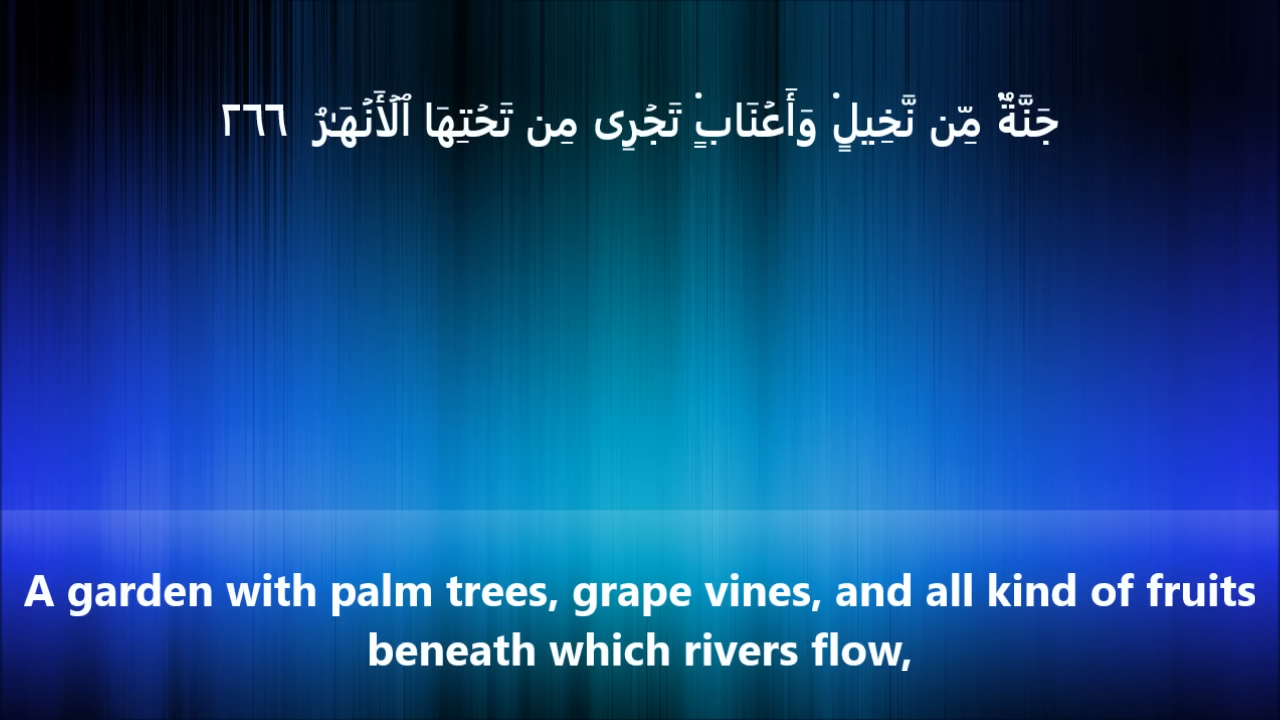 جَنَّةٌ مِّن نَّخِيلٍۢ وَأَعْنَابٍۢ تَجْرِى مِن تَحْتِهَا ٱلْأَنْهَـٰرُ ٢٦٦
A garden with palm trees, grape vines, and all kind of fruits
beneath which rivers flow,